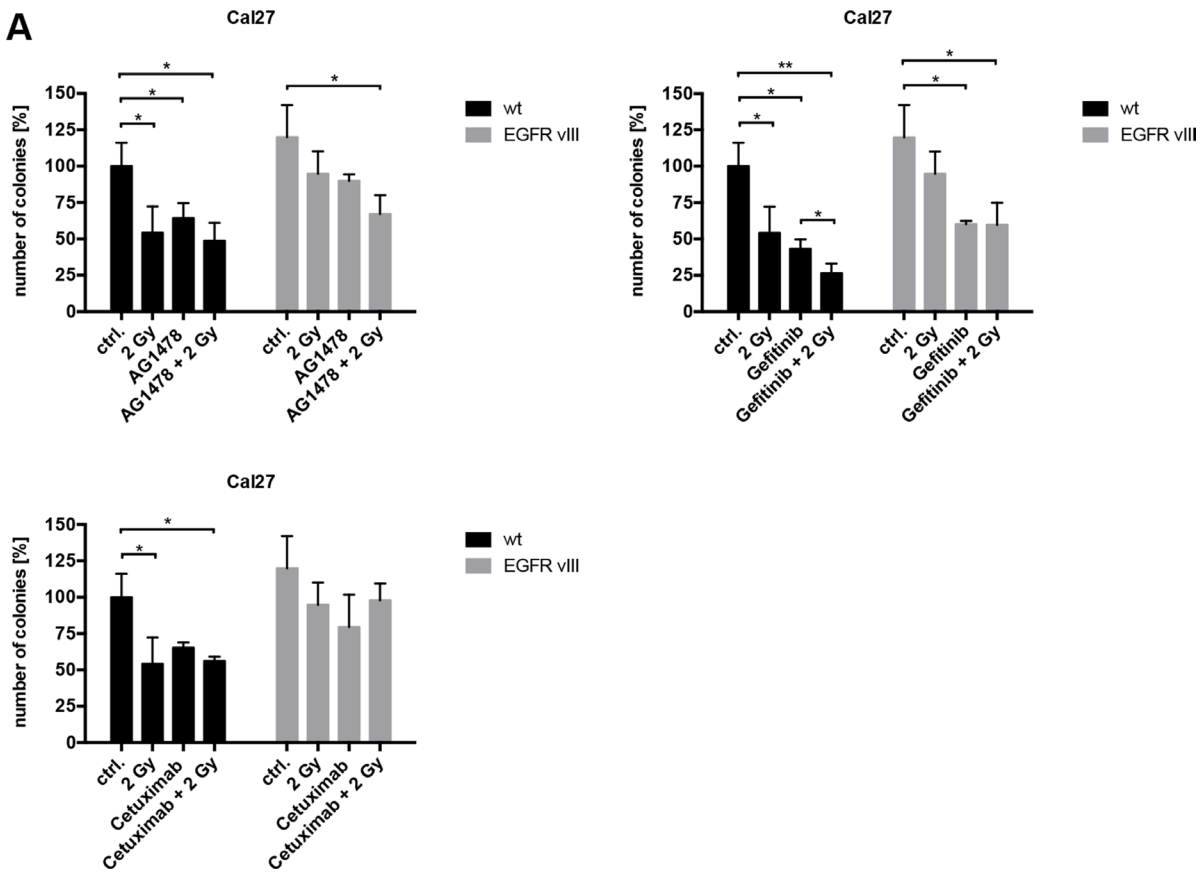 A
Cal27
number of colonies [%]
150
125
100
75
50
25
0
*
*
*
*
ctrl.
2 Gy
AG1478
AG1478 + 2 Gy
ctrl.
2 Gy
AG1478
AG1478 + 2 Gy
wt
EGFR vIII
Cal27
number of colonies [%]
150
125
100
75
50
25
0
**
*
*
*
*
*
ctrl.
2 Gy
Gefitinib
Gefitinib + 2 Gy
ctrl.
2 Gy
Gefitinib
Gefitinib + 2 Gy
wt
EGFR vIII
Cal27
number of colonies [%]
150
125
100
75
50
25
0
*
*
ctrl.
2 Gy
Cetuximab
Cetuximab + 2 Gy
ctrl.
2 Gy
Cetuximab
Cetuximab + 2 Gy
wt
EGFR vIII